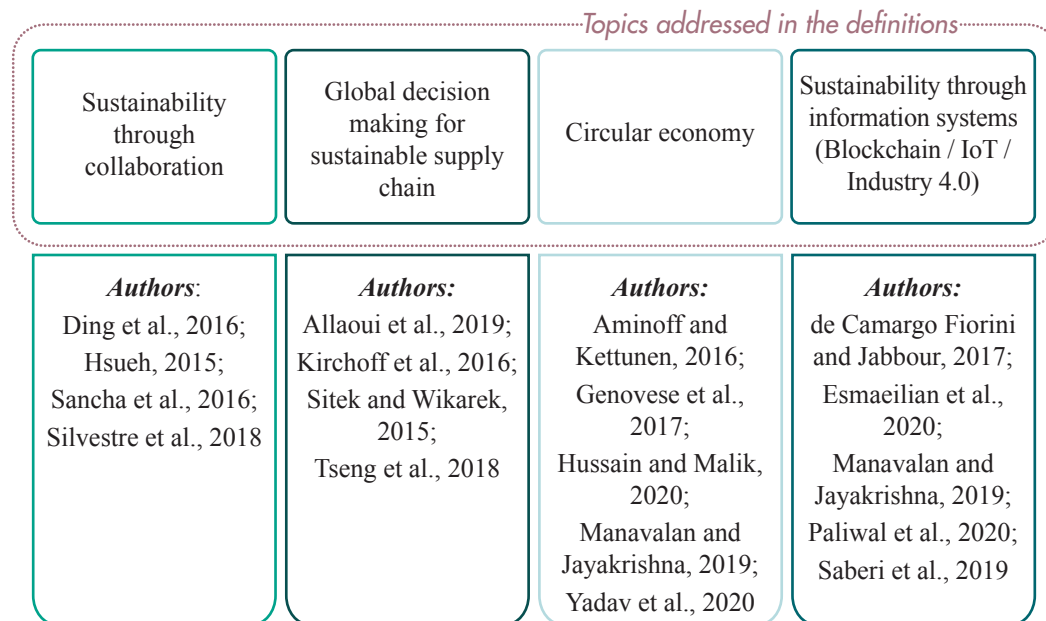 Topics addressed in the definitions
Sustainability
through
collaboration
Global decision
making for
sustainable supply
chain
Circular economy
Sustainability through
information systems
(Blockchain / IoT /
Industry 4.0)
Authors:
Ding et al., 2016;
Hsueh, 2015;
Sancha et al., 2016;
Silvestre et al., 2018
Authors:
Allaoui et al., 2019;
Kirchoff et al., 2016;
Sitek and Wikarek,
2015;
Tseng et al., 2018
Authors:
Aminoff and
Kettunen, 2016;
Genovese et al.,
2017;
Hussain and Malik,
2020;
Manavalan and
Jayakrishna, 2019;
Yadav et al., 2020
Authors:
de Camargo Fiorini
and Jabbour, 2017;
Esmaeilian et al.,
2020;
Manavalan and
Jayakrishna, 2019;
Paliwal et al., 2020;
Saberi et al., 2019